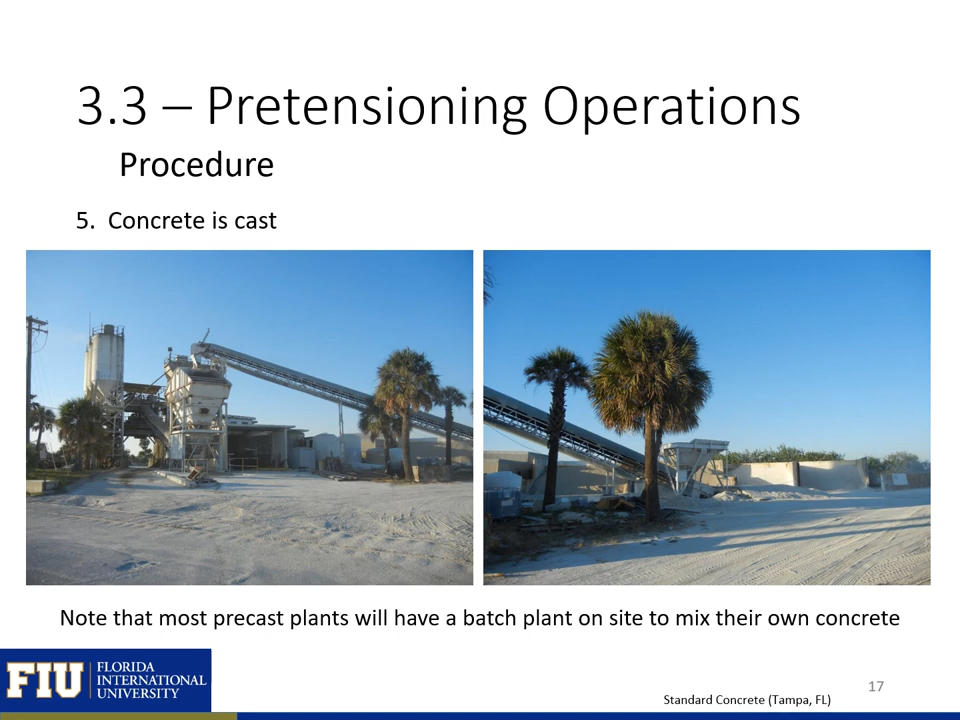 3.3 – Pretensioning Operations
Procedure
5. Concrete is cast
Note that most precast plants will have a batch plant on site to mix their own concrete
FIU
FLORIDA
INTERNATIONAL
UNIVERSITY
Standard Concrete (Tampa, FL)
17